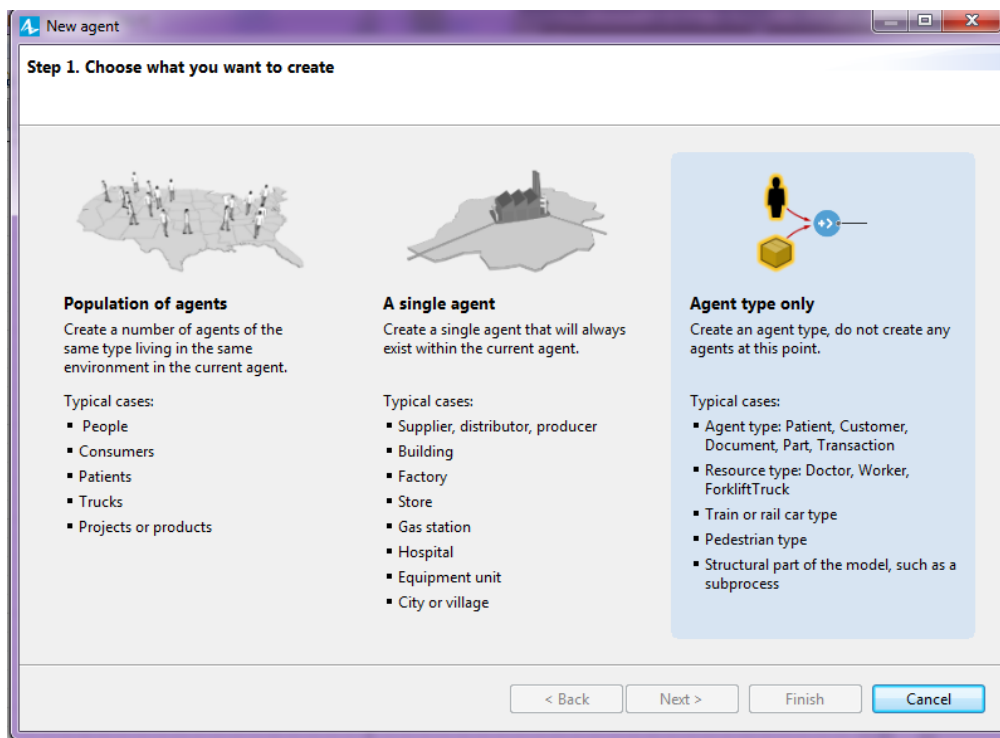 New agent
Step 1. Choose what you want to create
Population of agents
Create a number of agents of the
same type living in the same
environment in the current agent.
Typical cases:
▪ People
▪ Consumers
▪ Patients
▪ Trucks
▪ Projects or products
A single agent
Create a single agent that will always
exist within the current agent.
Typical cases:
▪ Supplier, distributor, producer
▪ Building
▪ Factory
▪ Store
▪ Gas station
▪ Hospital
▪ Equipment unit
▪ City or village
Agent type only
Create an agent type, do not create any
agents at this point.
Typical cases:
▪ Agent type: Patient, Customer,
Document, Part, Transaction
▪ Resource type: Doctor, Worker,
ForkliftTruck
▪ Train or rail car type
▪ Pedestrian type
▪ Structural part of the model, such as a
subprocess
< Back
Next >
Finish
Cancel